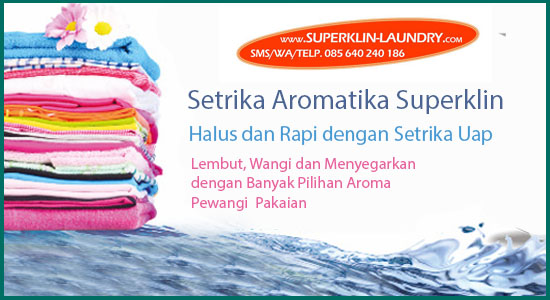 www.SUPERKLIN-LAUNDRY.com
SMS/WA/TELP. 085 640 240 186
Setrika Aromatika Superklin
Halus dan Rapi dengan Setrika Uap
Lembut, Wangi dan Menyegarkan
dengan Banyak Pilihan Aroma
Pewangi Pakaian